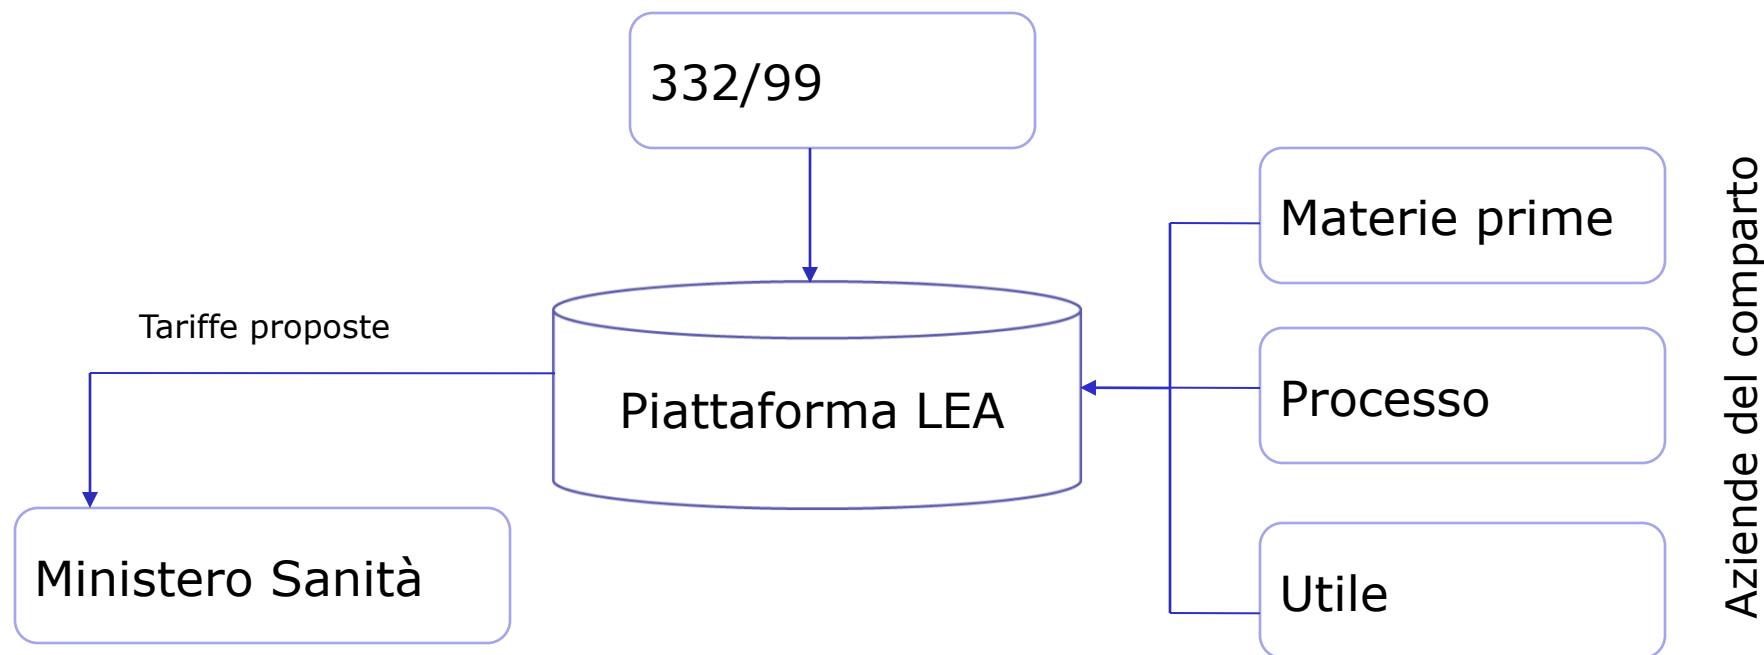 332/99
Materie prime
Tariffe proposte
Piattaforma LEA
Processo
Ministero Sanità
Utile
Aziende del comparto